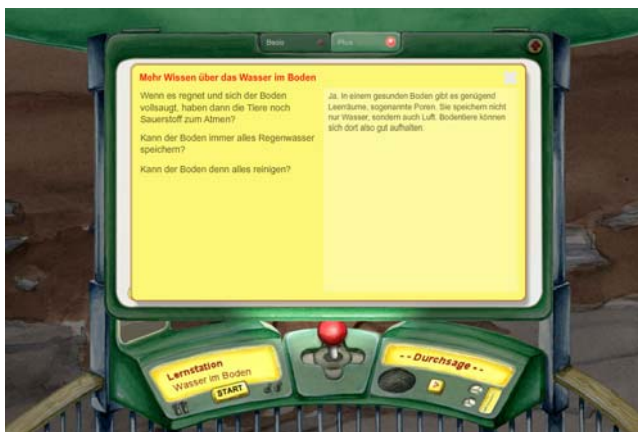 Basis
Plus
Mehr Wissen über das Wasser im Boden
Wenn es regnet und sich der Boden
vollsaugt, haben dann die Tiere noch
Sauerstoff zum Atmen?
Kann der Boden immer alles Regenwasser
speichern?
Kann der Boden denn alles reinigen?
Ja. In einem gesunden Boden gibt es genügend
Leerräume, sogenannte Poren. Sie speichern nicht
nur Wasser, sondern auch Luft. Bodentiere können
sich dort also gut aufhalten.
Lernstation
Wasser im Boden
START
- - Durchsage - -